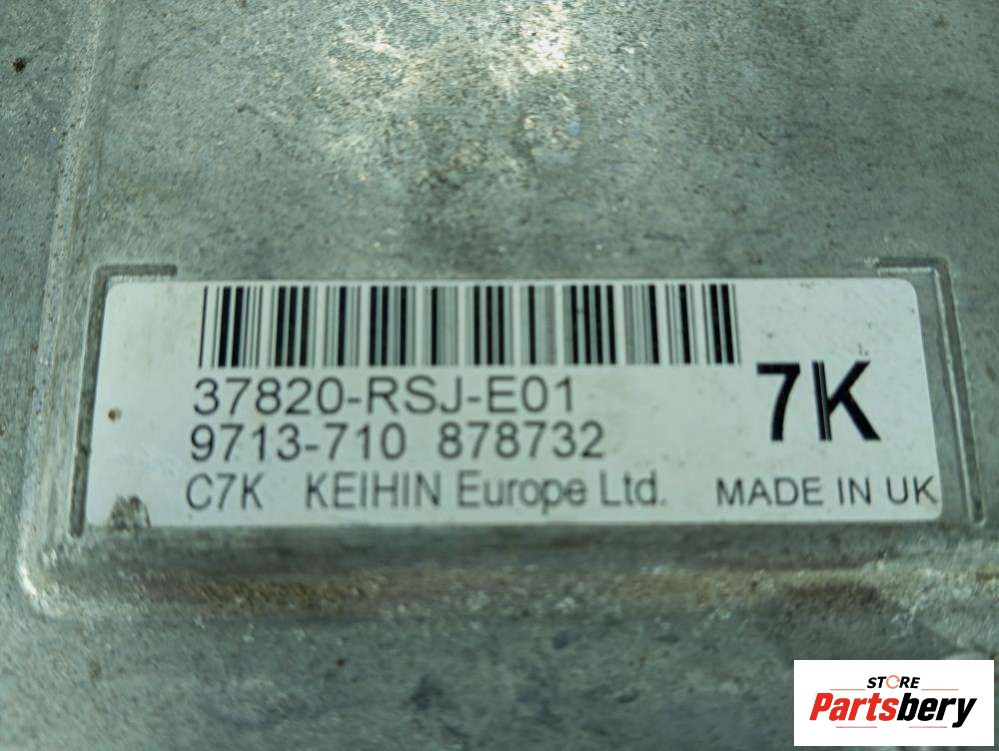 37820-RSJ-E01
7K
9713-710 878732
C7K KEIHIN Europe Ltd. MADE IN UK
STORE
Partsbery